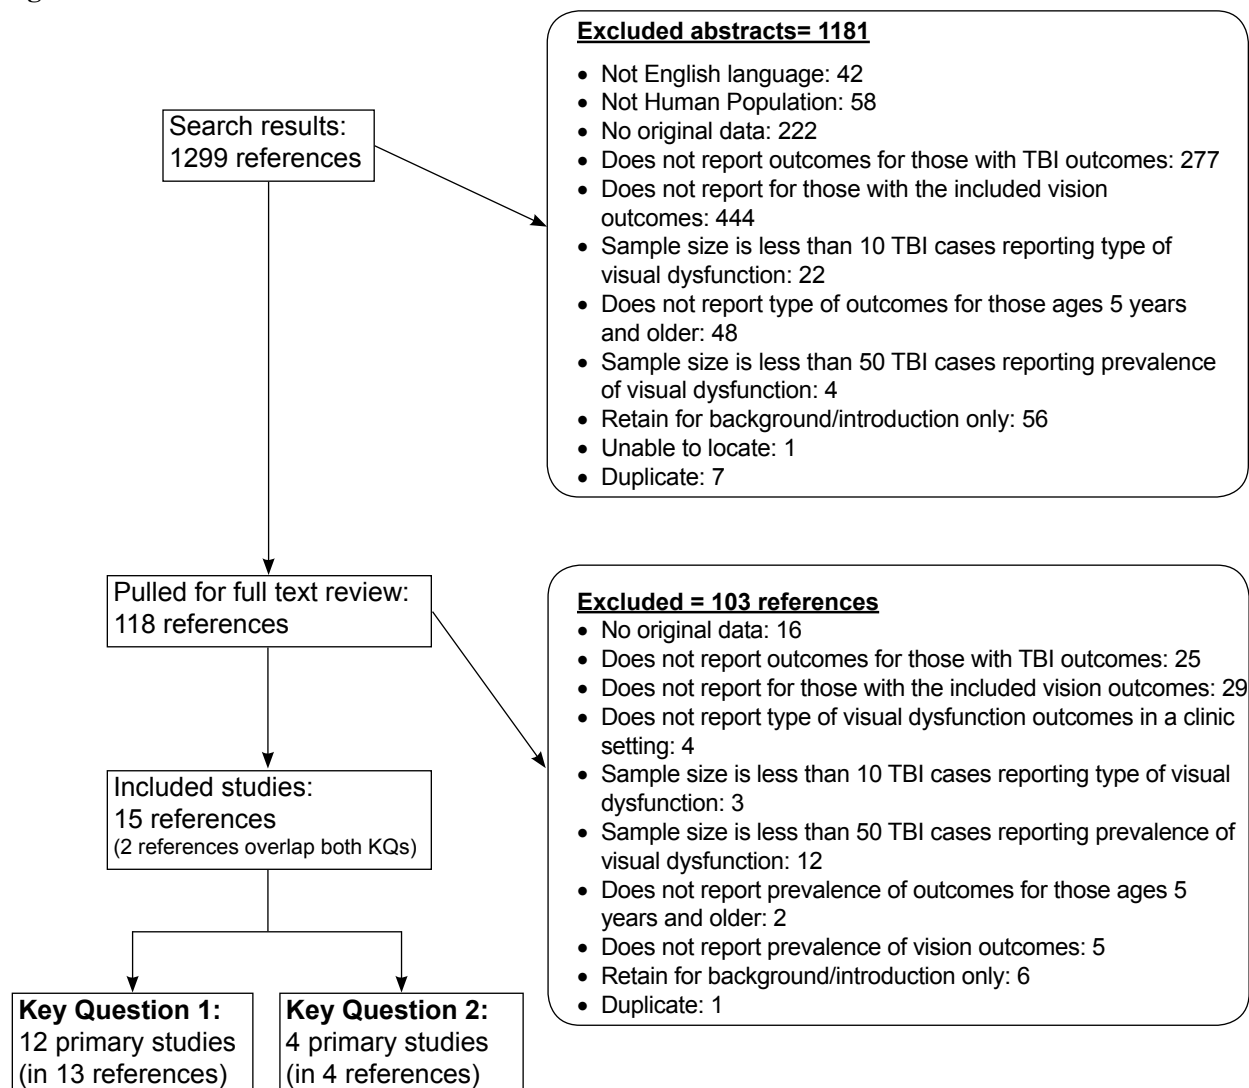 Search results:
1299 references
Excluded abstracts= 1181
• Not English language: 42
• Not Human Population: 58
• No original data: 222
• Does not report outcomes for those with TBI outcomes: 277
• Does not report for those with the included vision
outcomes: 444
• Sample size is less than 10 TBI cases reporting type of
visual dysfunction: 22
• Does not report type of outcomes for those ages 5 years
and older: 48
• Sample size is less than 50 TBI cases reporting prevalence
of visual dysfunction: 4
• Retain for background/introduction only: 56
• Unable to locate: 1
• Duplicate: 7
Pulled for full text review:
118 references
Excluded = 103 references
• No original data: 16
• Does not report outcomes for those with TBI outcomes: 25
• Does not report for those with the included vision outcomes: 29
• Does not report type of visual dysfunction outcomes in a clinic
setting: 4
• Sample size is less than 10 TBI cases reporting type of visual
dysfunction: 3
• Sample size is less than 50 TBI cases reporting prevalence of
visual dysfunction: 12
• Does not report prevalence of outcomes for those ages 5
years and older: 2
• Does not report prevalence of vision outcomes: 5
• Retain for background/introduction only: 6
• Duplicate: 1
Included studies:
15 references
(2 references overlap both KQs)
Key Question 1:
12 primary studies
(in 13 references)
Key Question 2:
4 primary studies
(in 4 references)